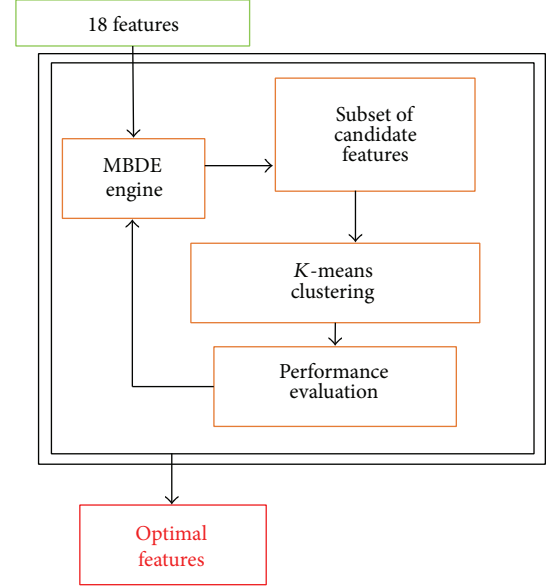 18 features
MBDE
engine
Subset of
candidate
features
K-means
clustering
Performance
evaluation
Optimal
features